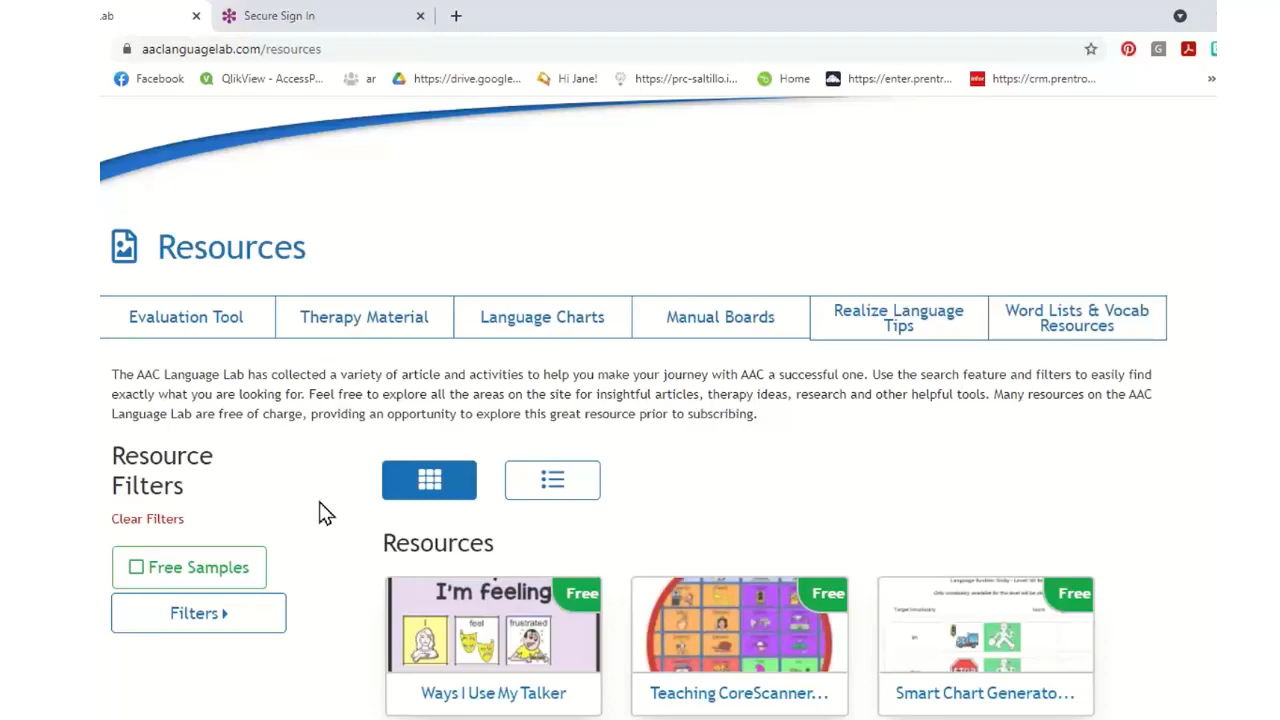 .ab
Secure Sign In
aaclanguagelab.com/resources
Facebook QlikView - AccessP... ar https://drive.google... Hi Jane! https://prc-saltillo.i... Home https://enter.prentro... https://crm.prentro... »
Resources
Evaluation Tool
Therapy Material
Language Charts
Manual Boards
Realize Language
Tips
Word Lists & Vocab
Resources
The AAC Language Lab has collected a variety of article and activities to help you make your journey with AAC a successful one. Use the search feature and filters to easily find
exactly what you are looking for. Feel free to explore all the areas on the site for insightful articles, therapy ideas, research and other helpful tools. Many resources on the AAC
Language Lab are free of charge, providing an opportunity to explore this great resource prior to subscribing.
Resource
Filters
Clear Filters
Free Samples
Filters
Resources
I'm feeling
Free
I
feel
frustrated
Ways I Use My Talker
Free
Teaching CoreScanner...
Free
Smart Chart Generato...